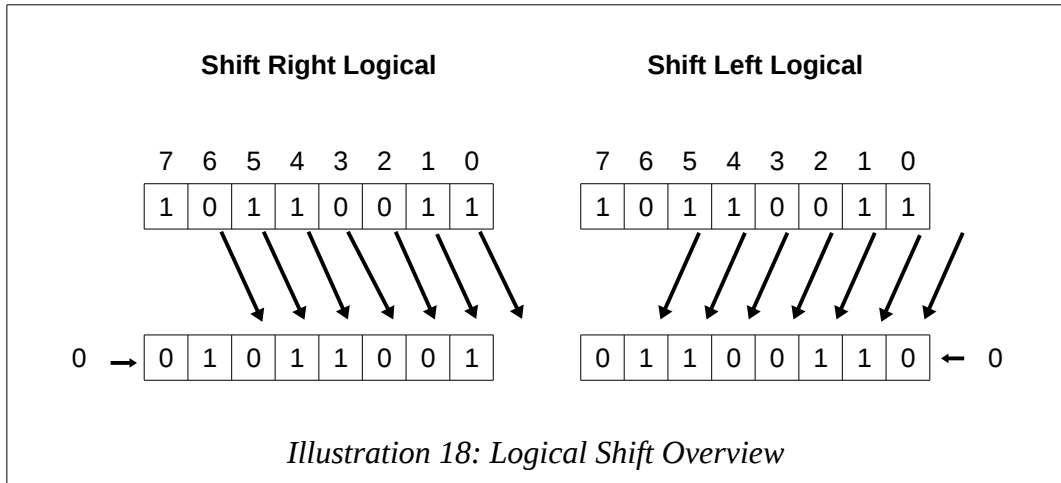 Shift Right Logical Shift Left Logical
7 6 5 4 3 2 1 0 7 6 5 4 3 2 1 0
1 0 1 1 0 0 1 1 1 0 1 1 0 0 1 1
0 0 1 0 1 1 0 0 1 0 1 1 0 0 1 1 0 0
Illustration 18: Logical Shift Overview